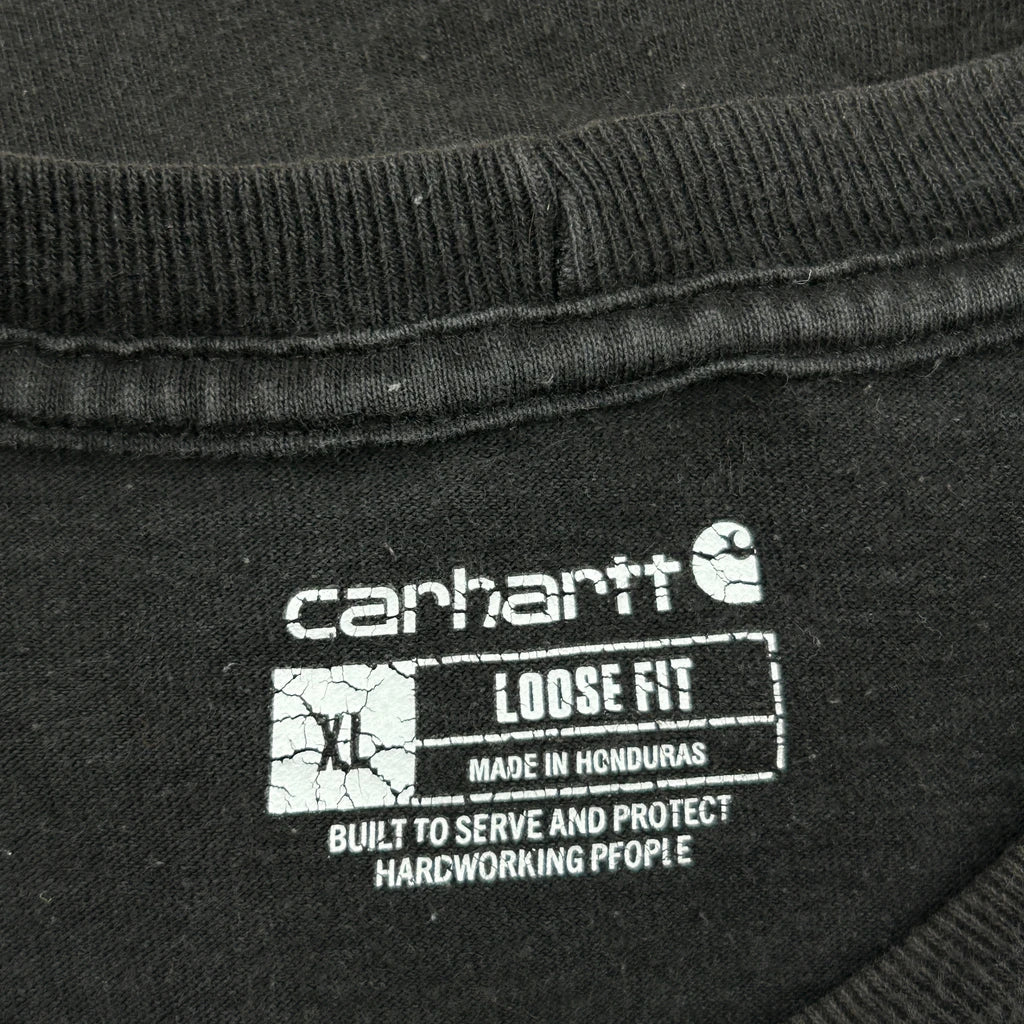 carhartt
XL
LOOSE FIT
MADE IN HONDURAS
BUILT TO SERVE AND PROTECT
HARDWORKING PEOPLE